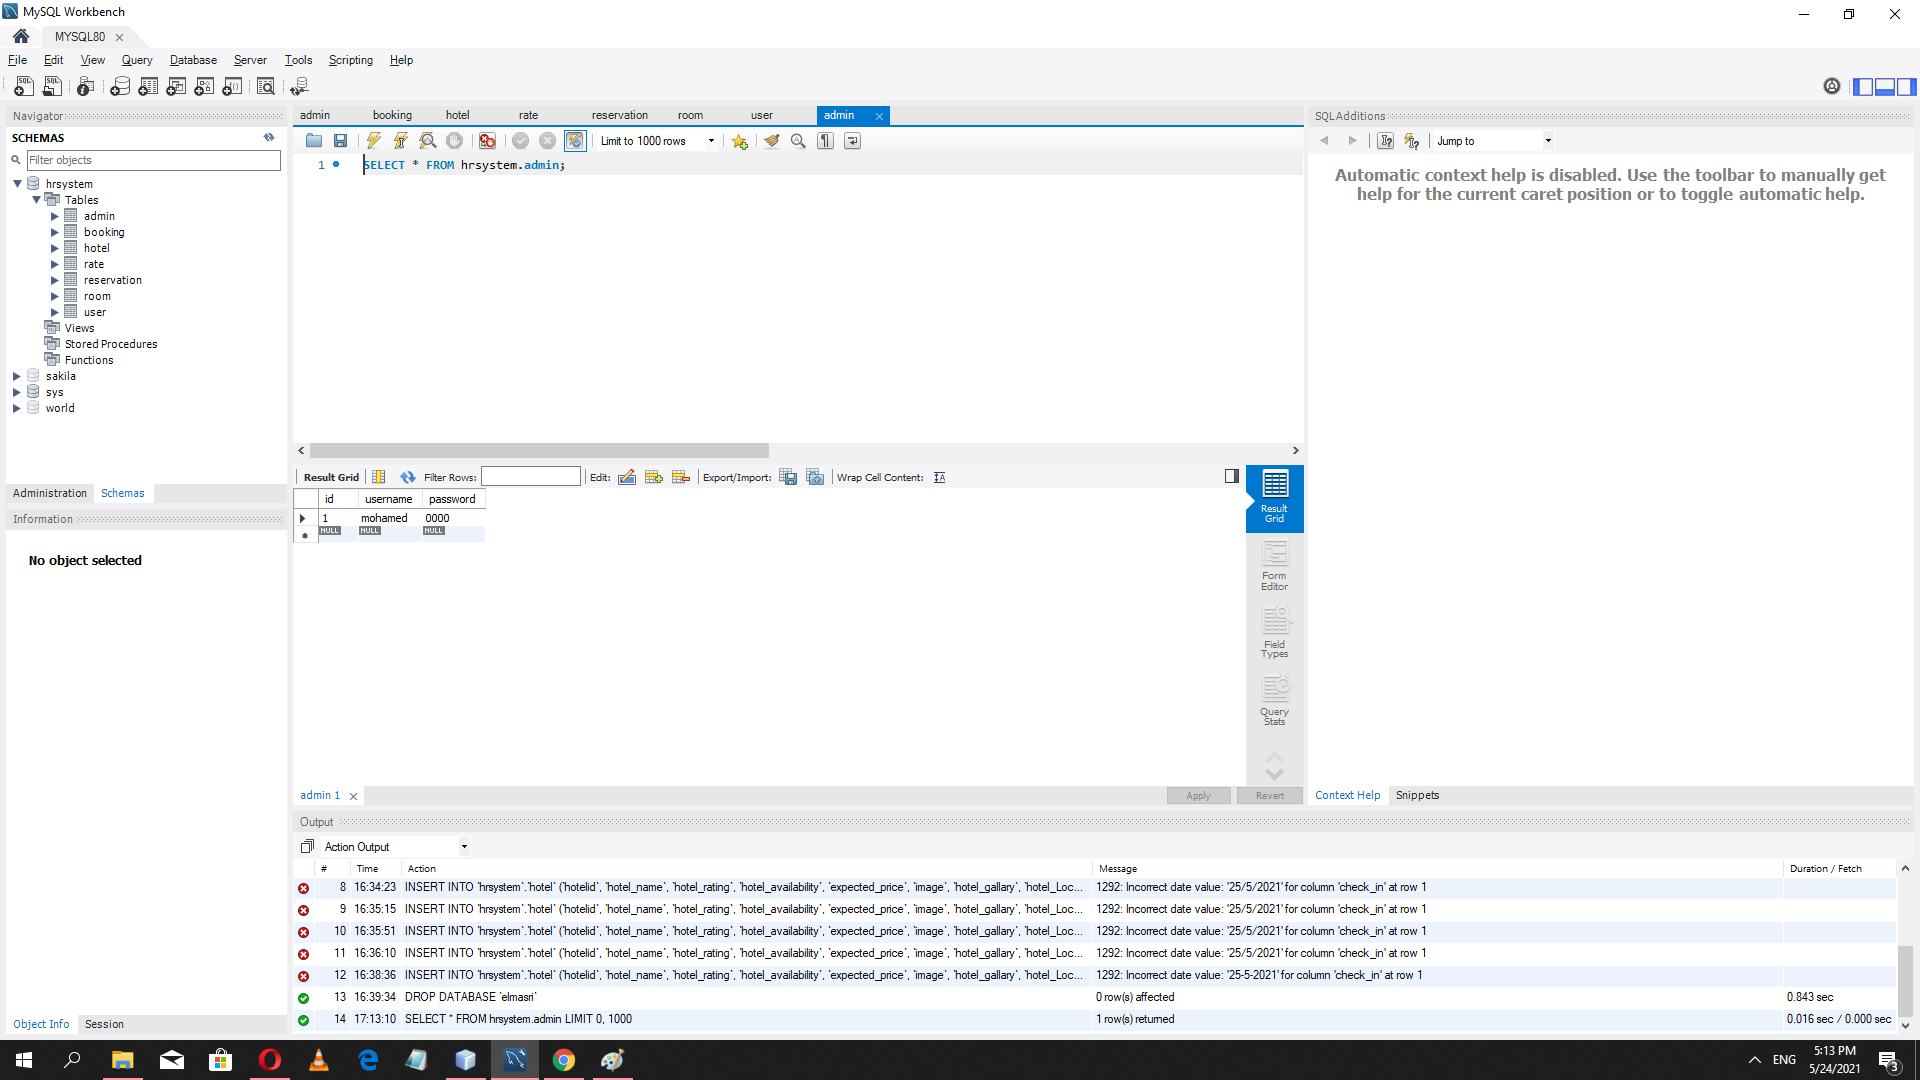 MySQL Workbench
MYSQL80
File Edit View Query Database Server Tools Scripting Help
Navigator
SCHEMAS
Filter objects
hrsystem
Tables
admin
booking
hotel
rate
reservation
room
user
Views
Stored Procedures
Functions
sakila
sys
world
Administration Schemas
Information
No object selected
Object Info Session
admin booking hotel rate reservation room user admin
Limit to 1000 rows
1 SELECT * FROM hrsystem.admin;
Result Grid Filter Rows: Edit: Export/Import: Wrap Cell Content:
id username password
1 mohamed 0000
NULL NULL NULL
Result Grid
Form Editor
Field Types
Query Stats
admin 1
Apply Revert
SQLAdditions
Jump to
Automatic context help is disabled. Use the toolbar to manually get
help for the current caret position or to toggle automatic help.
Context Help Snippets
Output
Action Output
# Time Action Message Duration / Fetch
8 16:34:23 INSERT INTO `hrsystem`.`hotel` (`hotelid`, `hotel_name`, `hotel_rating`, `hotel_availability`, `expected_price`, `image`, `hotel_gallary`, `hotel_Loc... 1292: Incorrect date value: '25/5/2021' for column 'check_in' at row 1
9 16:35:15 INSERT INTO `hrsystem`.`hotel` (`hotelid`, `hotel_name`, `hotel_rating`, `hotel_availability`, `expected_price`, `image`, `hotel_gallary`, `hotel_Loc... 1292: Incorrect date value: '25/5/2021' for column 'check_in' at row 1
10 16:35:51 INSERT INTO `hrsystem`.`hotel` (`hotelid`, `hotel_name`, `hotel_rating`, `hotel_availability`, `expected_price`, `image`, `hotel_gallary`, `hotel_Loc... 1292: Incorrect date value: '25/5/2021' for column 'check_in' at row 1
11 16:36:10 INSERT INTO `hrsystem`.`hotel` (`hotelid`, `hotel_name`, `hotel_rating`, `hotel_availability`, `expected_price`, `image`, `hotel_gallary`, `hotel_Loc... 1292: Incorrect date value: '25/5/2021' for column 'check_in' at row 1
12 16:38:36 INSERT INTO `hrsystem`.`hotel` (`hotelid`, `hotel_name`, `hotel_rating`, `hotel_availability`, `expected_price`, `image`, `hotel_gallary`, `hotel_Loc... 1292: Incorrect date value: '25-5-2021' for column 'check_in' at row 1
13 16:39:34 DROP DATABASE `elmasri` 0 row(s) affected 0.843 sec
14 17:13:10 SELECT * FROM hrsystem.admin LIMIT 0, 1000 1 row(s) returned 0.016 sec / 0.000 sec
ENG
5:13 PM
5/24/2021
3